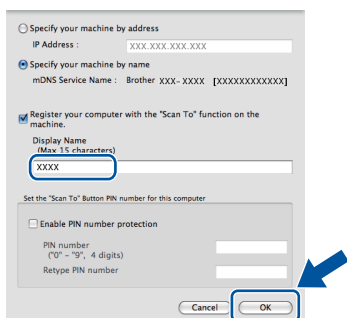 Specify your machine by address
IP Address : XXX.XXX.XXX.XXX
Specify your machine by name
mDNS Service Name : Brother XXX-XXXX [XXXXXXXXXXXX]
Register your computer with the "Scan To" function on the
machine.
Display Name
(Max 15 characters)
XXXX
Set the "Scan To" Button PIN number for this computer
Enable PIN number protection
PIN number
("0" - "9", 4 digits)
Retype PIN number
Cancel OK